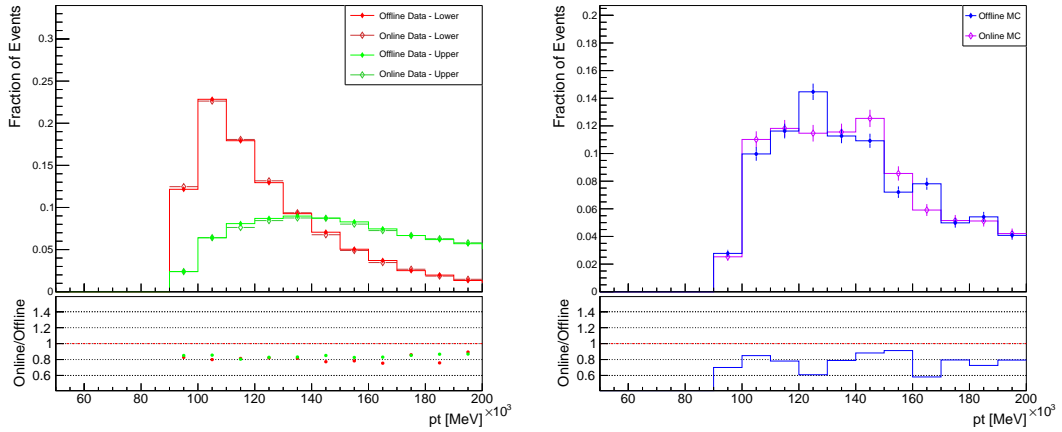 Fraction of Events
0.3
0.25
0.2
0.15
0.1
0.05
0
Offline Data - Lower
Online Data - Lower
Offline Data - Upper
Online Data - Upper
Online/Offline
1.4
1.2
1
0.8
0.6
60 80 100 120 140 160 180 200
×10³
pt [MeV]
Fraction of Events
0.2
0.18
0.16
0.14
0.12
0.1
0.08
0.06
0.04
0.02
0
Offline MC
Online MC
Online/Offline
1.4
1.2
1
0.8
0.6
60 80 100 120 140 160 180 200
×10³
pt [MeV]